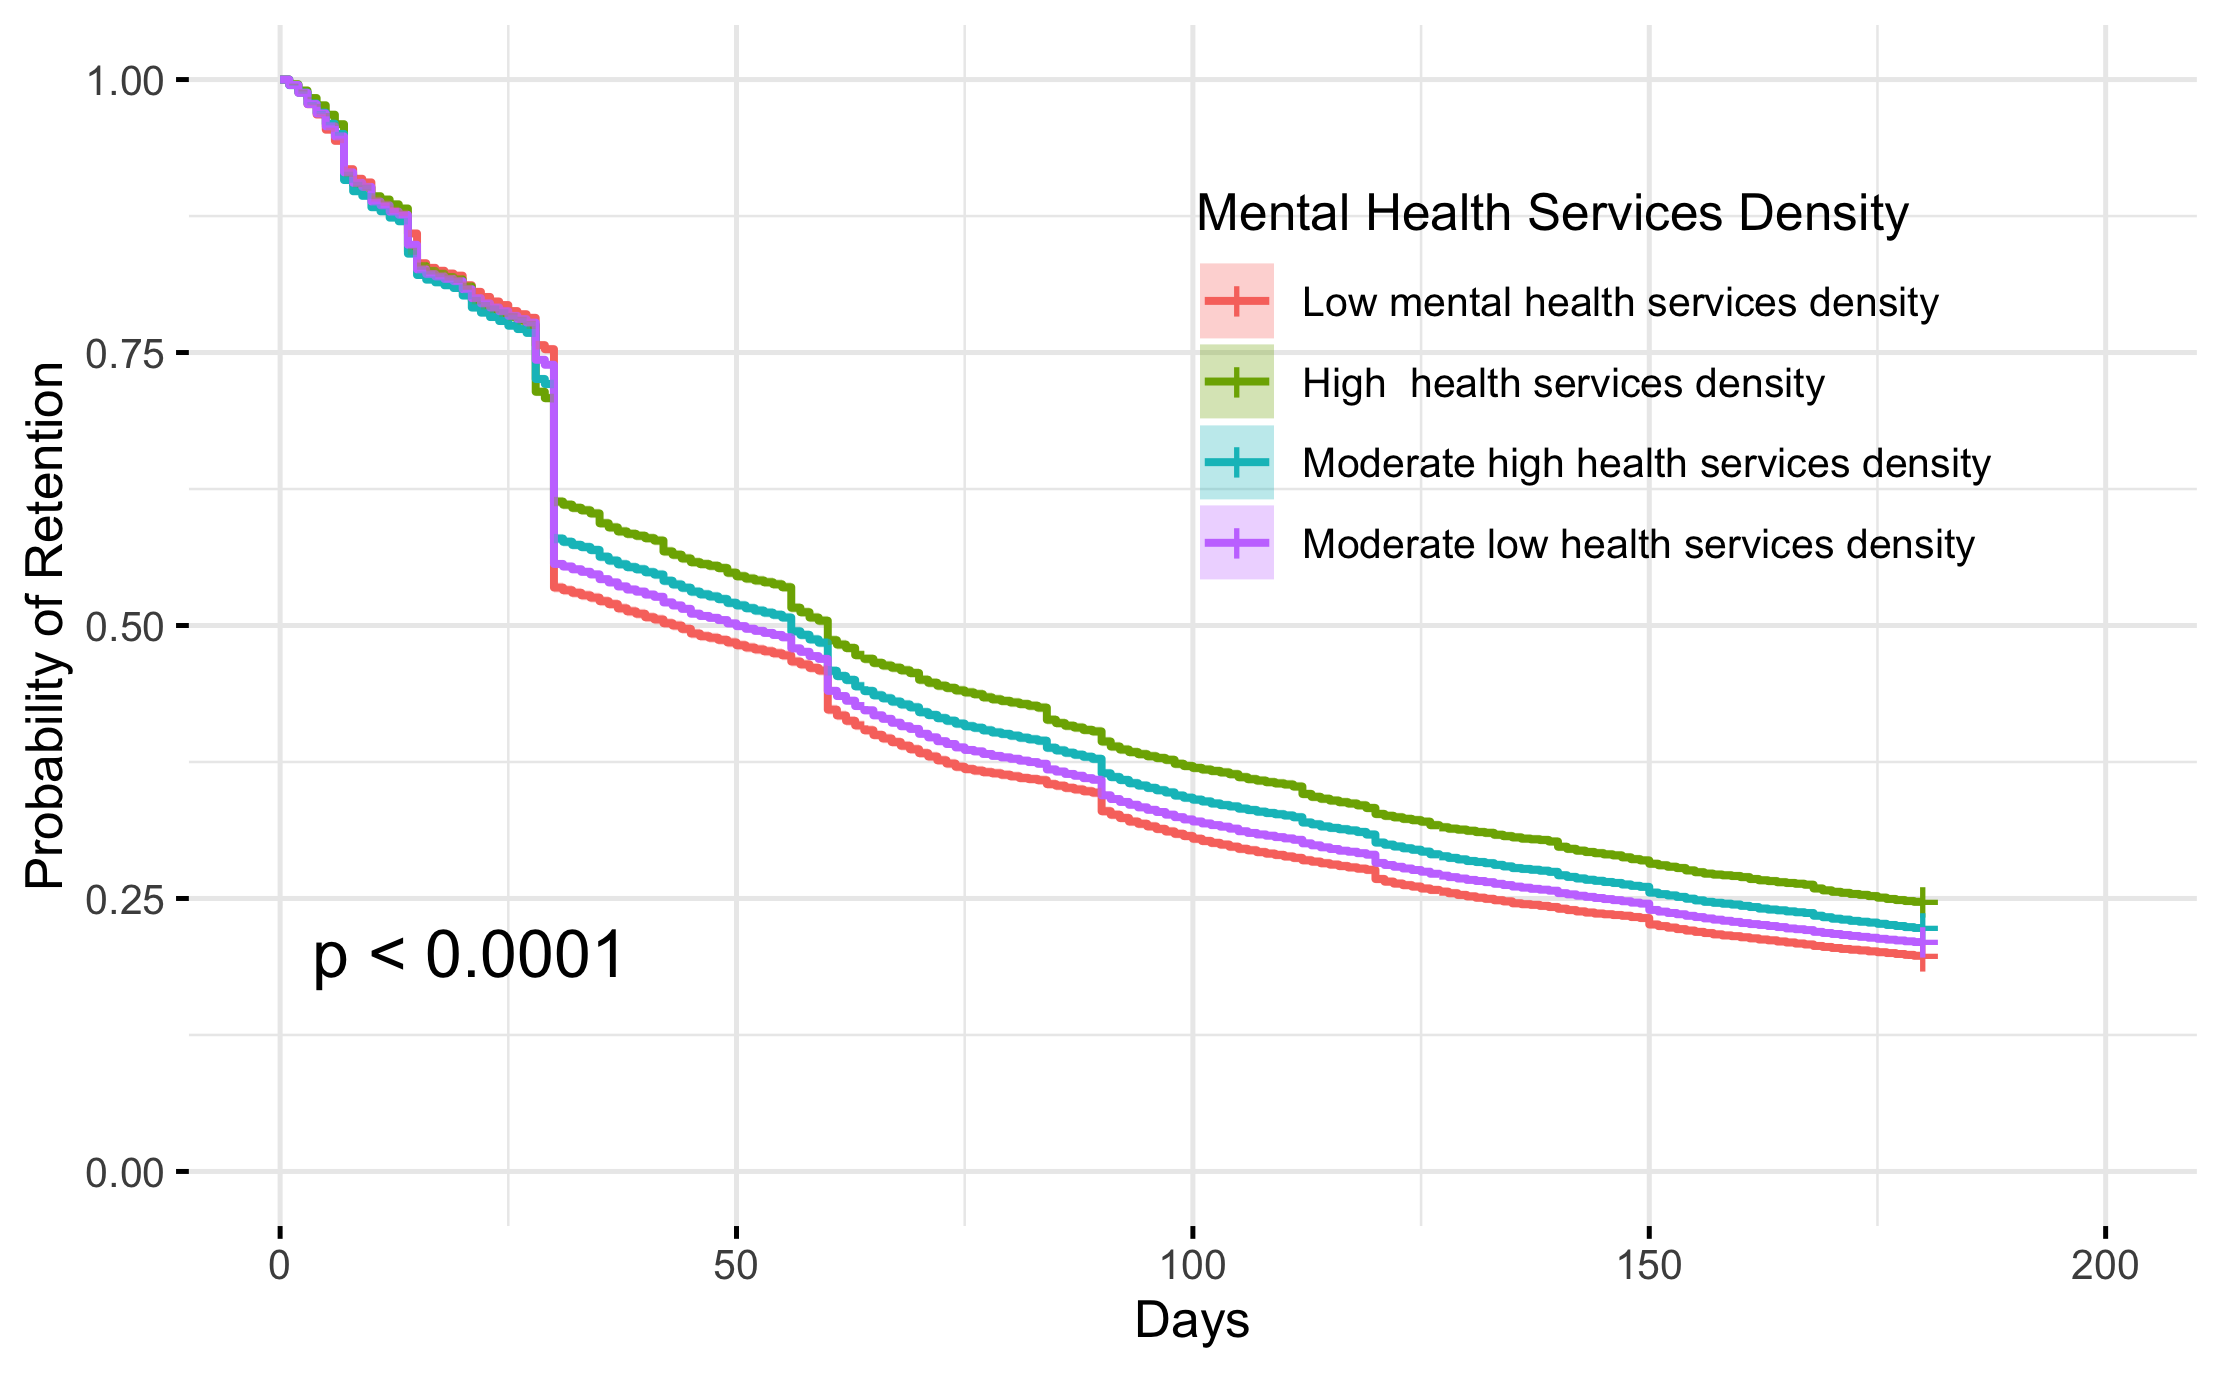 1.00
0.75
0.50
0.25
0.00
Probability of Retention
Mental Health Services Density
Low mental health services density
High  health services density
Moderate high health services density
Moderate low health services density
p < 0.0001
0
50
100
150
200
Days